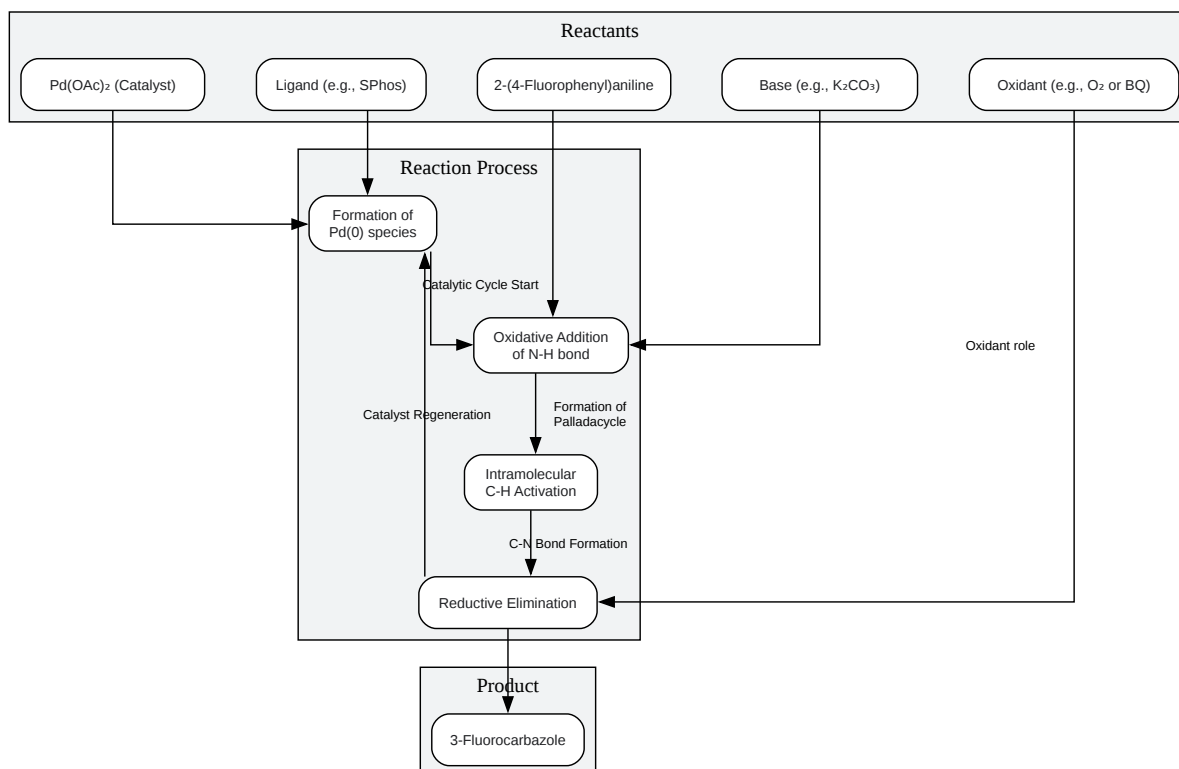 Reactants
Pd(OAc)₂ (Catalyst)
Ligand (e.g., SPhos)
2-(4-Fluorophenyl)aniline
Base (e.g., K₂CO₃)
Oxidant (e.g., O₂ or BQ)
Reaction Process
Formation of
Pd(0) species
Catalytic Cycle Start
Oxidative Addition
of N-H bond
Oxidant role
Catalyst Regeneration
Formation of
Palladacycle
Intramolecular
C-H Activation
C-N Bond Formation
Reductive Elimination
Product
3-Fluorocarbazole